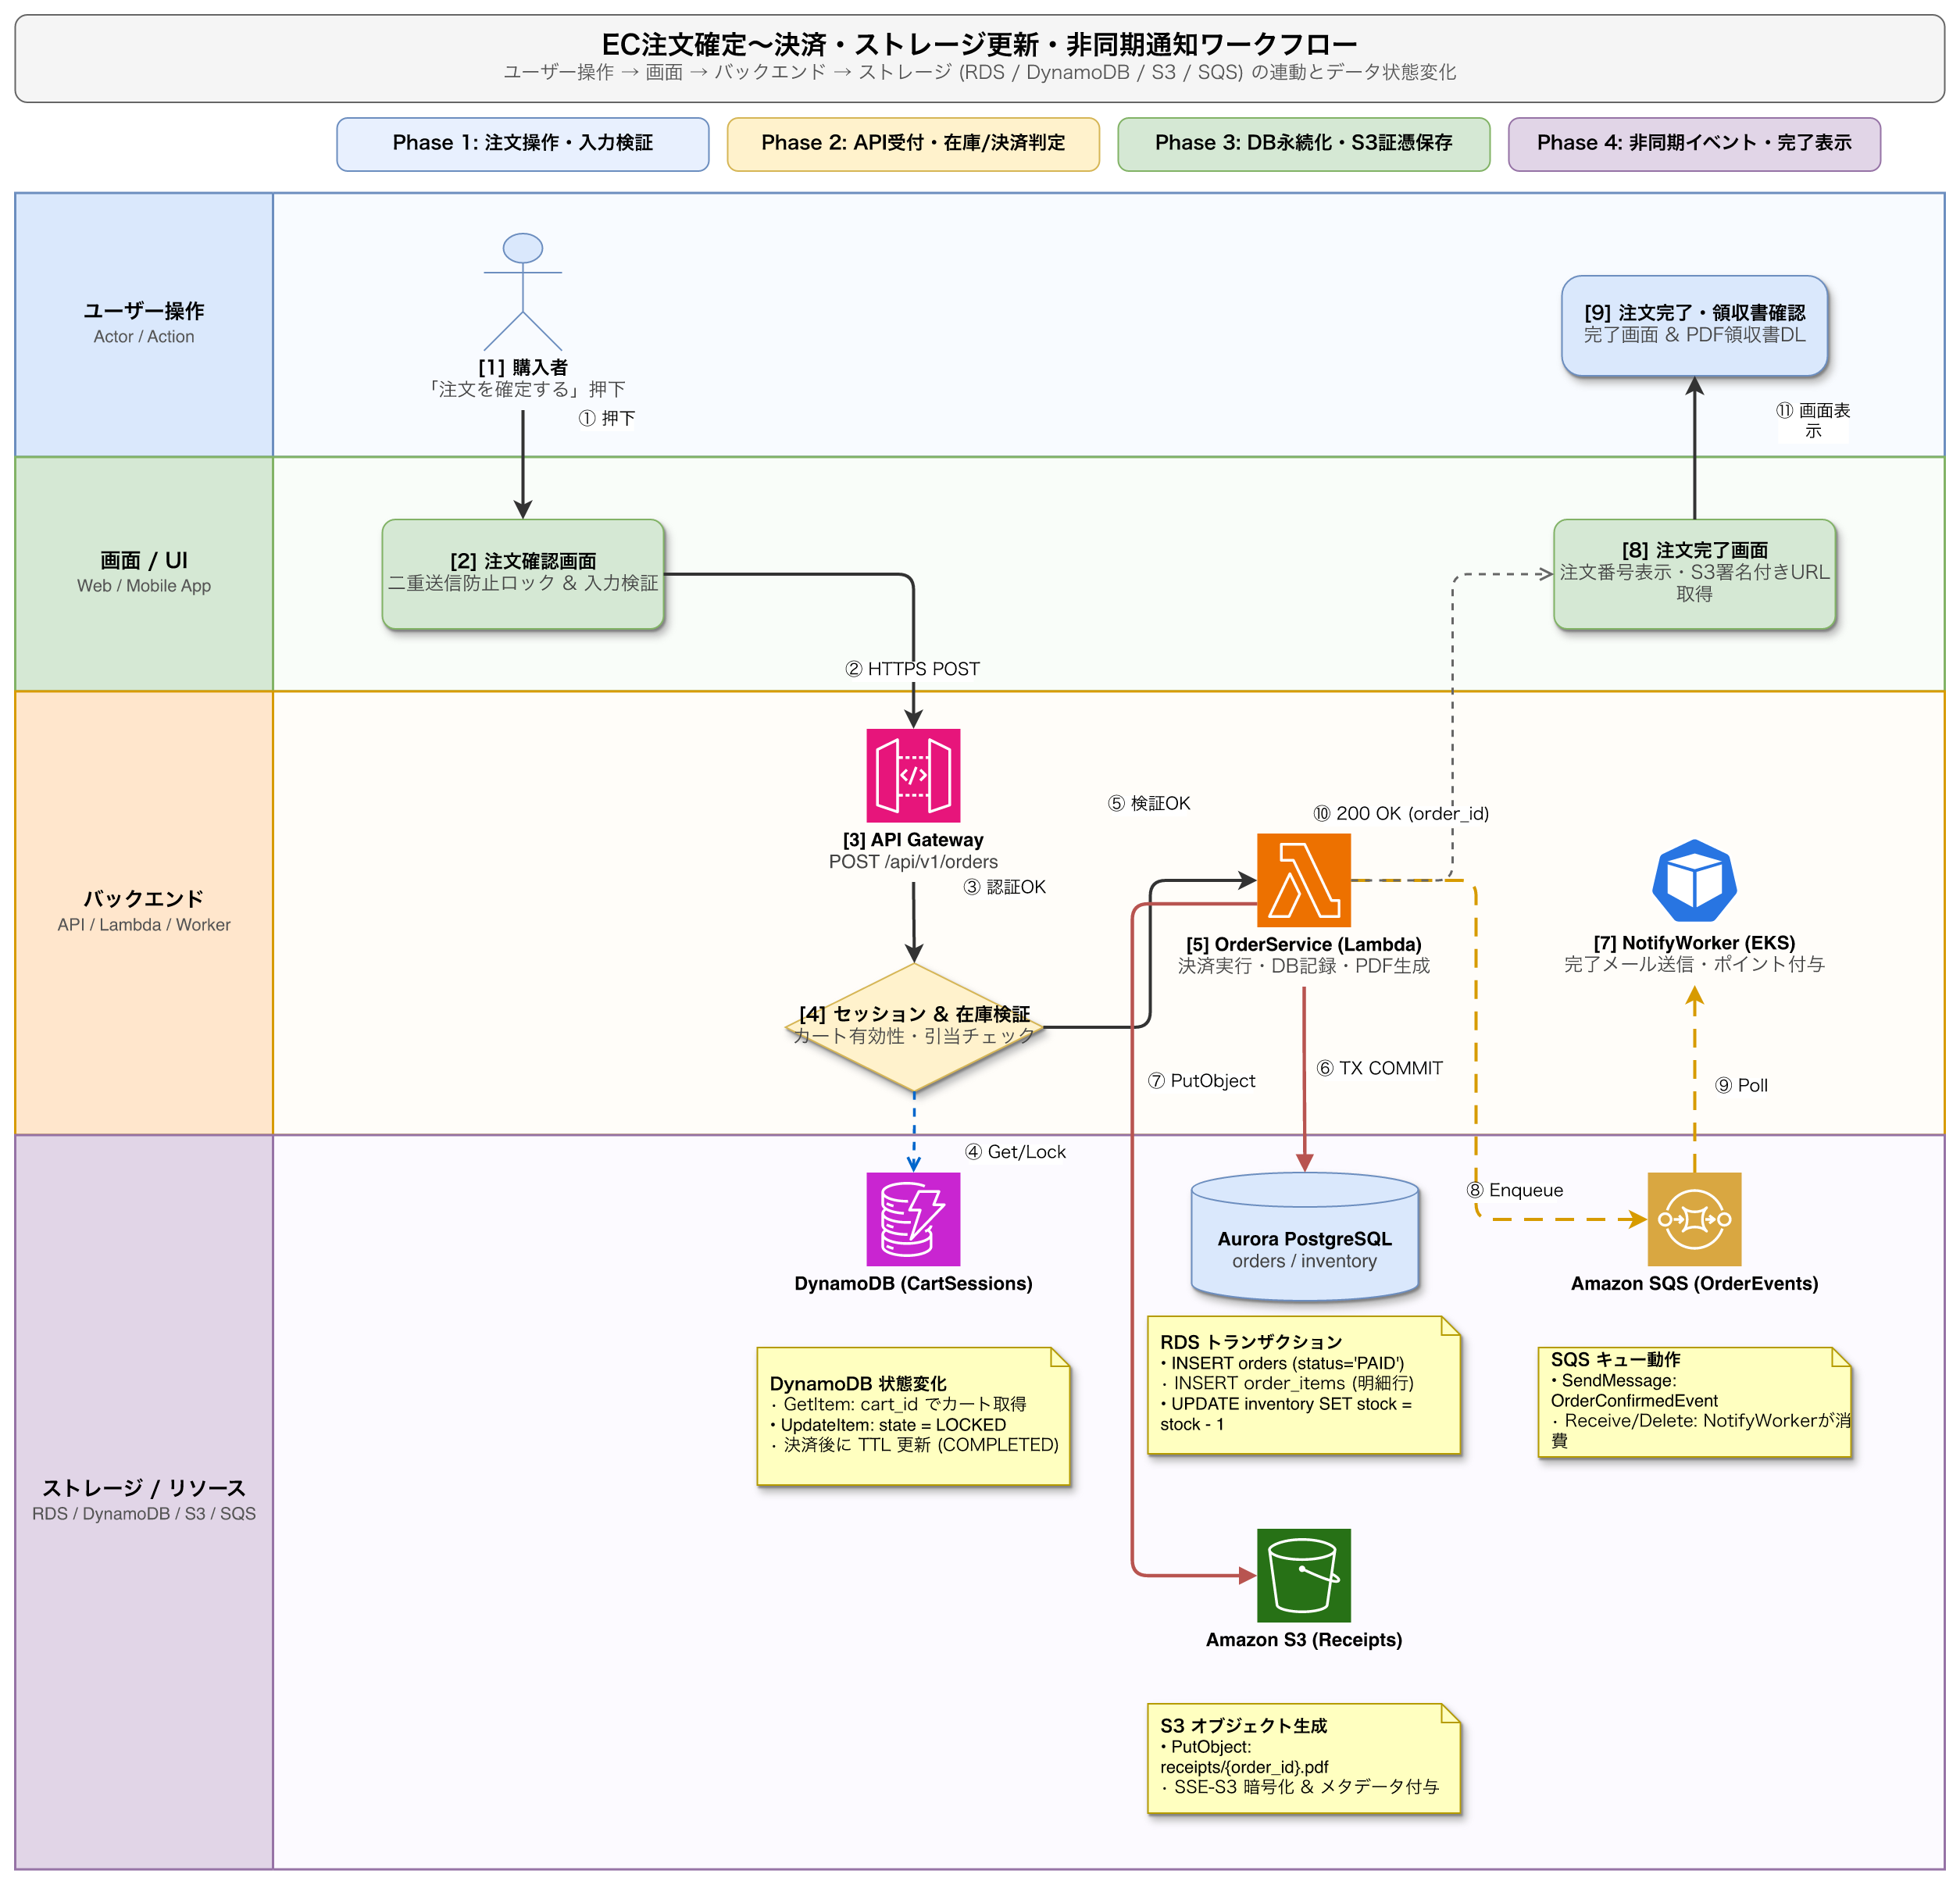 EC注文確定〜決済・ストレージ更新・非同期通知ワークフロー
ユーザー操作 → 画面 → バックエンド → ストレージ (RDS / DynamoDB / S3 / SQS) の連動とデータ状態変化
Phase 1: 注文操作・入力検証
Phase 2: API受付・在庫/決済判定
Phase 3: DB永続化・S3証憑保存
Phase 4: 非同期イベント・完了表示
ユーザー操作
Actor / Action
[1] 購入者
「注文を確定する」押下
① 押下
[9] 注文完了・領収書確認
完了画面 & PDF領収書DL
⑪ 画面表
示
画面 / UI
Web / Mobile App
[2] 注文確認画面
二重送信防止ロック & 入力検証
② HTTPS POST
[8] 注文完了画面
注文番号表示・S3署名付きURL
取得
バックエンド
API / Lambda / Worker
[3] API Gateway
POST /api/v1/orders
③ 認証OK
[4] セッション & 在庫検証
カート有効性・引当チェック
⑤ 検証OK
⑩ 200 OK (order_id)
[5] OrderService (Lambda)
決済実行・DB記録・PDF生成
[7] NotifyWorker (EKS)
完了メール送信・ポイント付与
⑦ PutObject
⑥ TX COMMIT
⑨ Poll
ストレージ / リソース
RDS / DynamoDB / S3 / SQS
④ Get/Lock
DynamoDB (CartSessions)
Aurora PostgreSQL
orders / inventory
⑧ Enqueue
Amazon SQS (OrderEvents)
DynamoDB 状態変化
• GetItem: cart_id でカート取得
• UpdateItem: state = LOCKED
• 決済後に TTL 更新 (COMPLETED)
RDS トランザクション
• INSERT orders (status='PAID')
• INSERT order_items (明細行)
• UPDATE inventory SET stock =
stock - 1
SQS キュー動作
• SendMessage:
OrderConfirmedEvent
• Receive/Delete: NotifyWorkerが消
費
Amazon S3 (Receipts)
S3 オブジェクト生成
• PutObject:
receipts/{order_id}.pdf
• SSE-S3 暗号化 & メタデータ付与